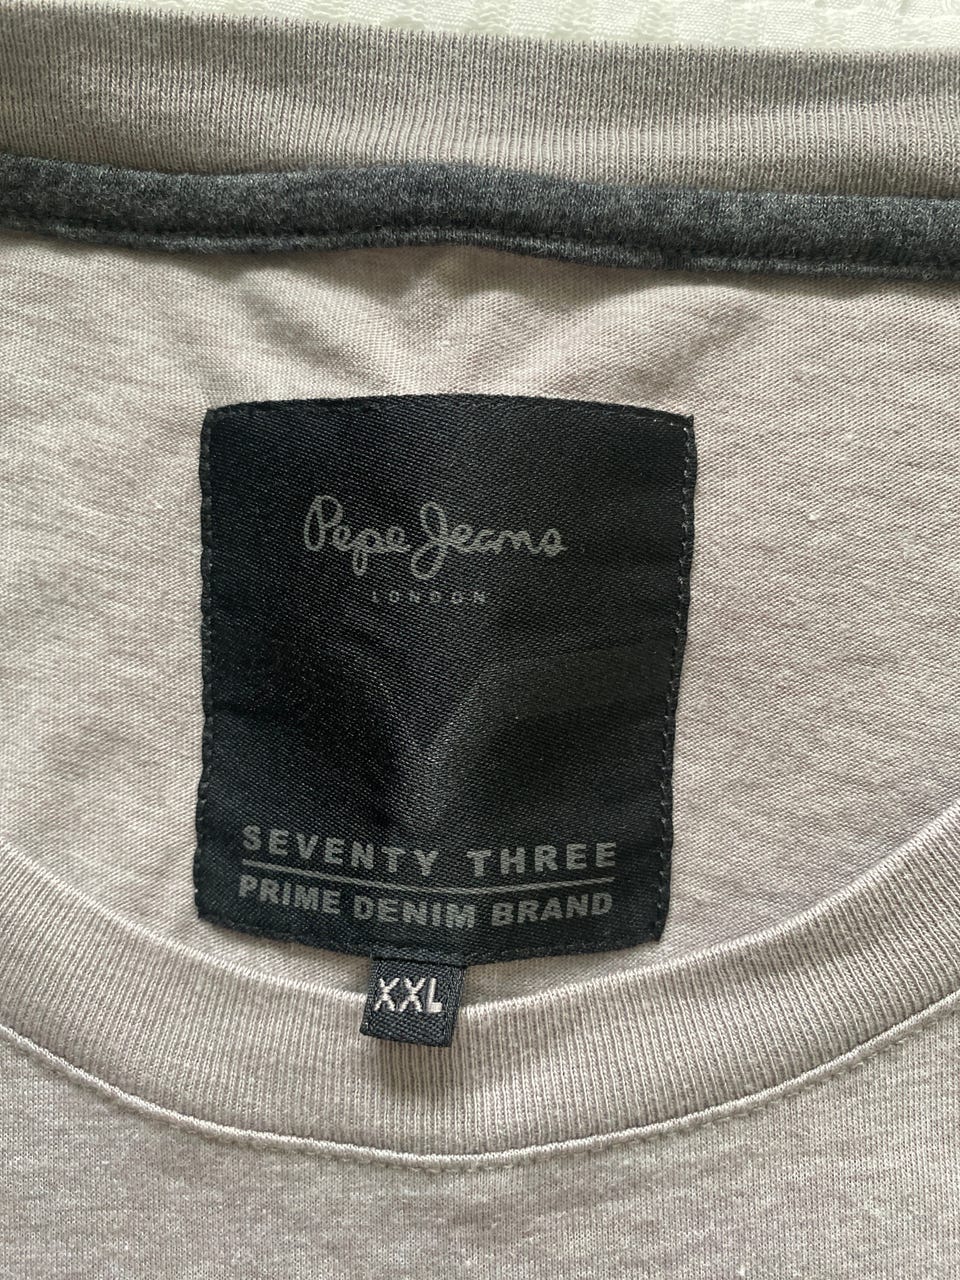 Pepe Jeans
LONDON
SEVENTY THREE
PRIME DENIM BRAND
XXL